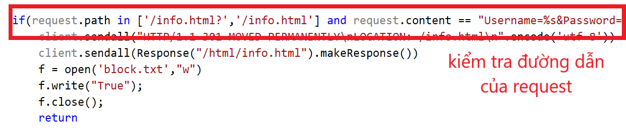 if(request.path in ['/info.html?','/info.html'] and request.content == "Username=%s&Password=
client.sendall("HTTP/1.1 301 MOVED PERMANENTLY\nLOCATION: /info.html\n".encode('utf-8'))
client.sendall(Response("/html/info.html").makeResponse())
f = open('block.txt',"w")
f.write("True");
f.close();
return
kiểm tra đường dẫn
của request